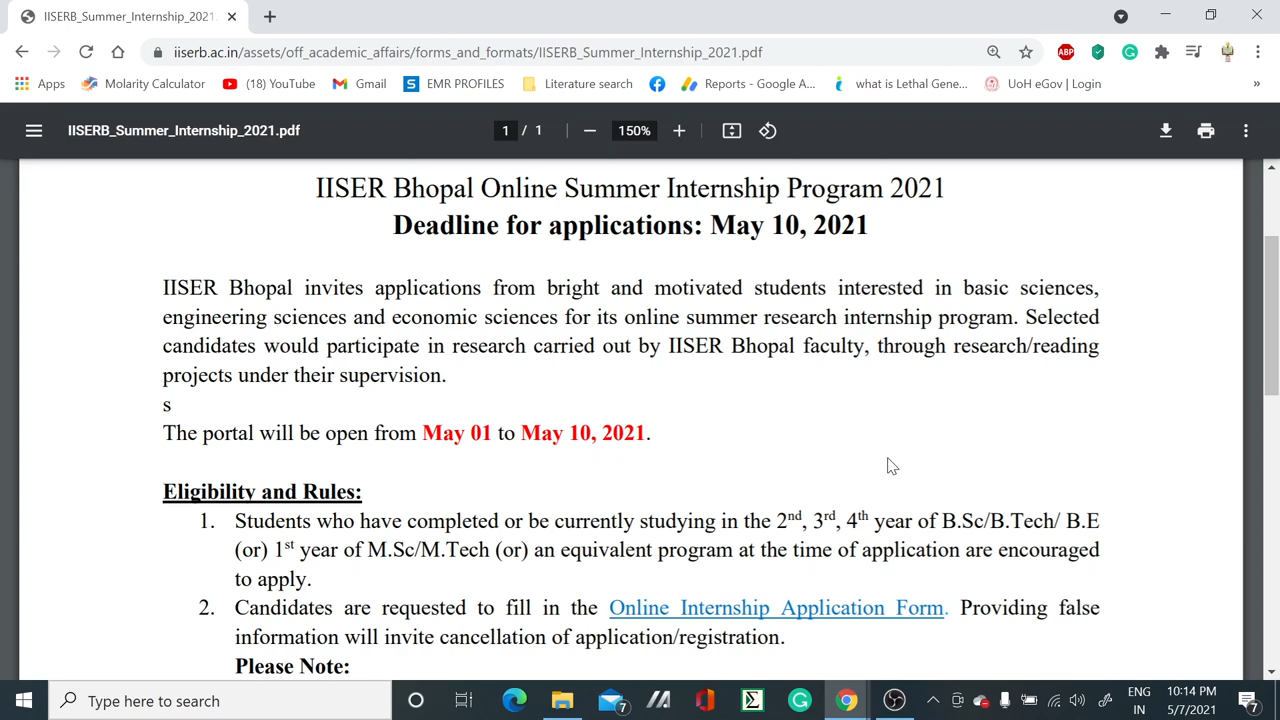 IISERB_Summer_Internship_2021.
iiserb.ac.in/assets/off_academic_affairs/forms_and_formats/IISERB_Summer_Internship_2021.pdf
ABP
Apps Molarity Calculator (18) YouTube Gmail S EMR PROFILES Literature search Reports - Google A... what is Lethal Gene... UoH eGov | Login »
IISERB_Summer_Internship_2021.pdf 1 / 1 150%
IISER Bhopal Online Summer Internship Program 2021
Deadline for applications: May 10, 2021
IISER Bhopal invites applications from bright and motivated students interested in basic sciences,
engineering sciences and economic sciences for its online summer research internship program. Selected
candidates would participate in research carried out by IISER Bhopal faculty, through research/reading
projects under their supervision.
s
The portal will be open from May 01 to May 10, 2021.
Eligibility and Rules:
1. Students who have completed or be currently studying in the 2nd, 3rd, 4th year of B.Sc/B.Tech/ B.E
(or) 1st year of M.Sc/M.Tech (or) an equivalent program at the time of application are encouraged
to apply.
2. Candidates are requested to fill in the Online Internship Application Form. Providing false
information will invite cancellation of application/registration.
Please Note:
Type here to search 7 Σ G ENG 10:14 PM 7
IN 5/7/2021